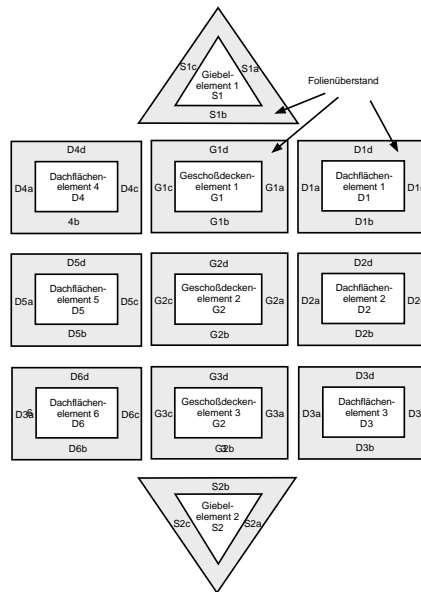 S1c
S1a
Giebel-
element 1
S1
S1b
Folienüberstand
D4d
G1d
D1d
D4a
Dachflächen-
element 4
D4
D4c
G1c
Geschoßdecken-
element 1
G1
G1a
D1a
Dachflächen-
element 1
D1
4b
G1b
D1b
D5d
G2d
D2d
D5a
Dachflächen-
element 5
D5
D5c
G2c
Geschoßdecken-
element 2
G2
G2a
D2a
Dachflächen-
element 2
D2
D5b
G2b
D2b
D6d
G3d
D3d
Dachflächen-
element 6
D6
D6c
G3c
Geschoßdecken-
element 3
G2
G3a
D3a
Dachflächen-
element 3
D3
D6b
D3b
S2b
Giebel-
element 2
S2
S2c
S2a